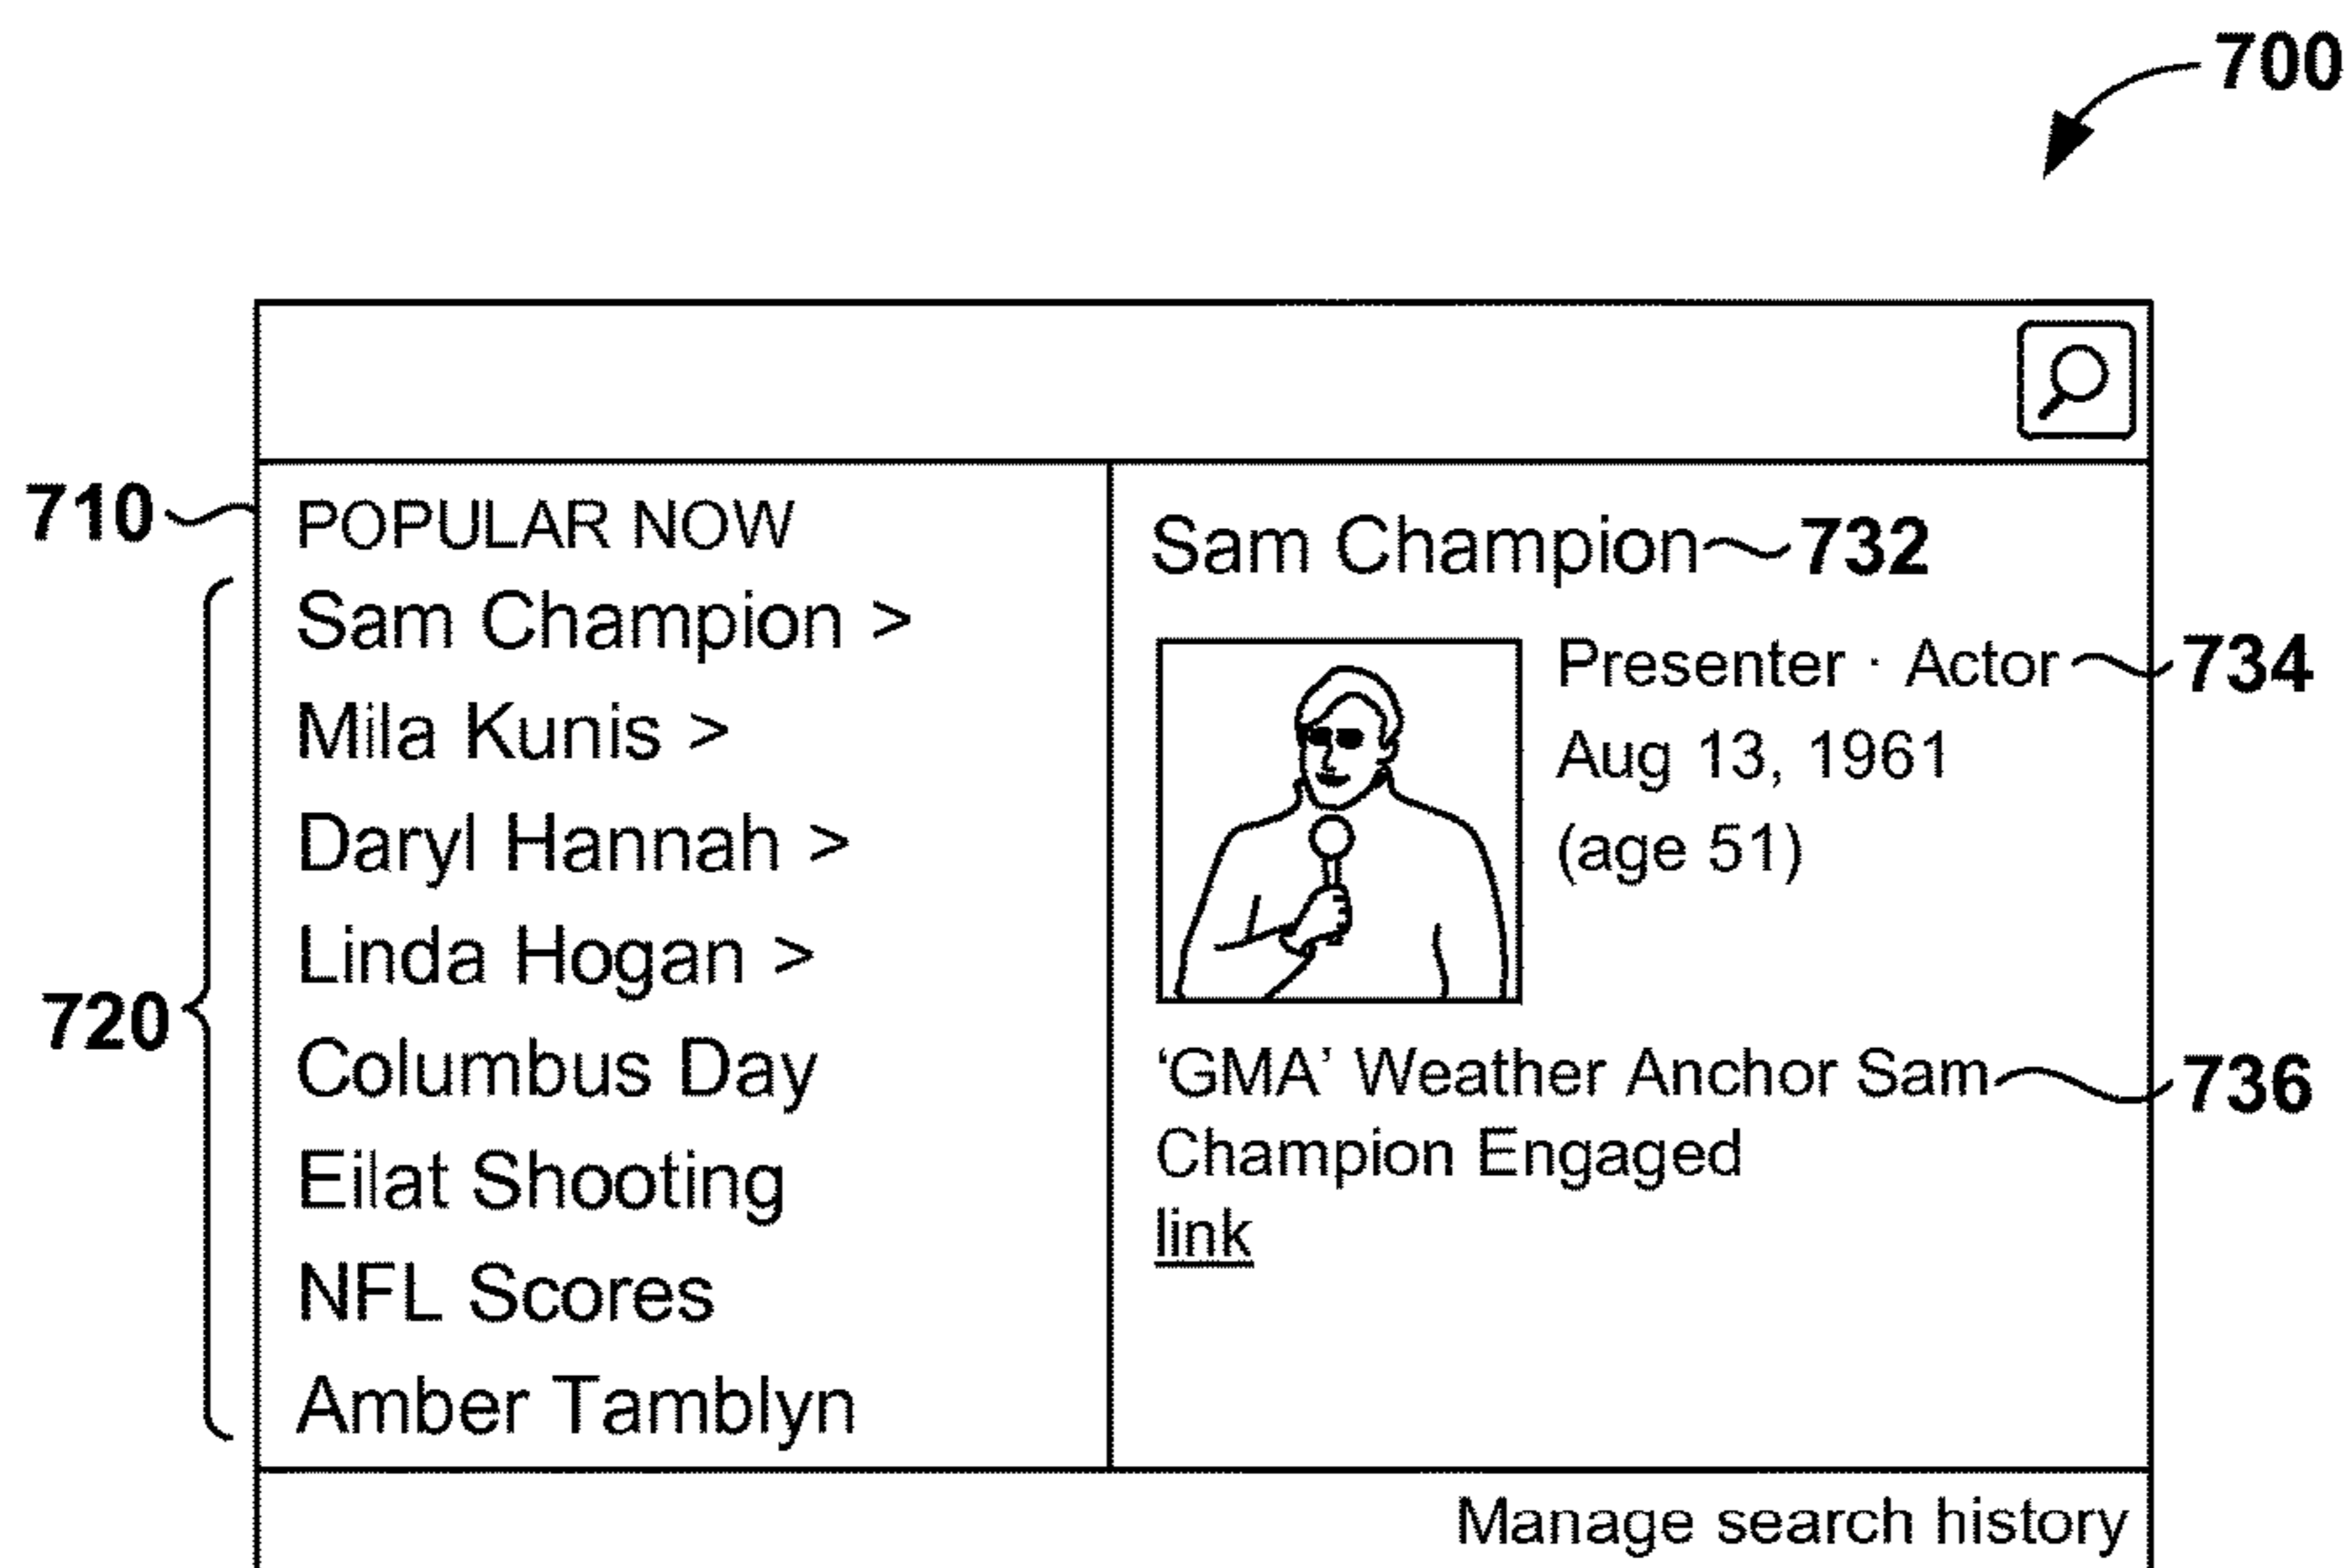 700
710
POPULAR NOW
720
Sam Champion >
Mila Kunis >
Daryl Hannah >
Linda Hogan >
Columbus Day
Eilat Shooting
NFL Scores
Amber Tamblyn
Sam Champion 732
Presenter · Actor 734
Aug 13, 1961
(age 51)
‘GMA’ Weather Anchor Sam 736
Champion Engaged
link
Manage search history